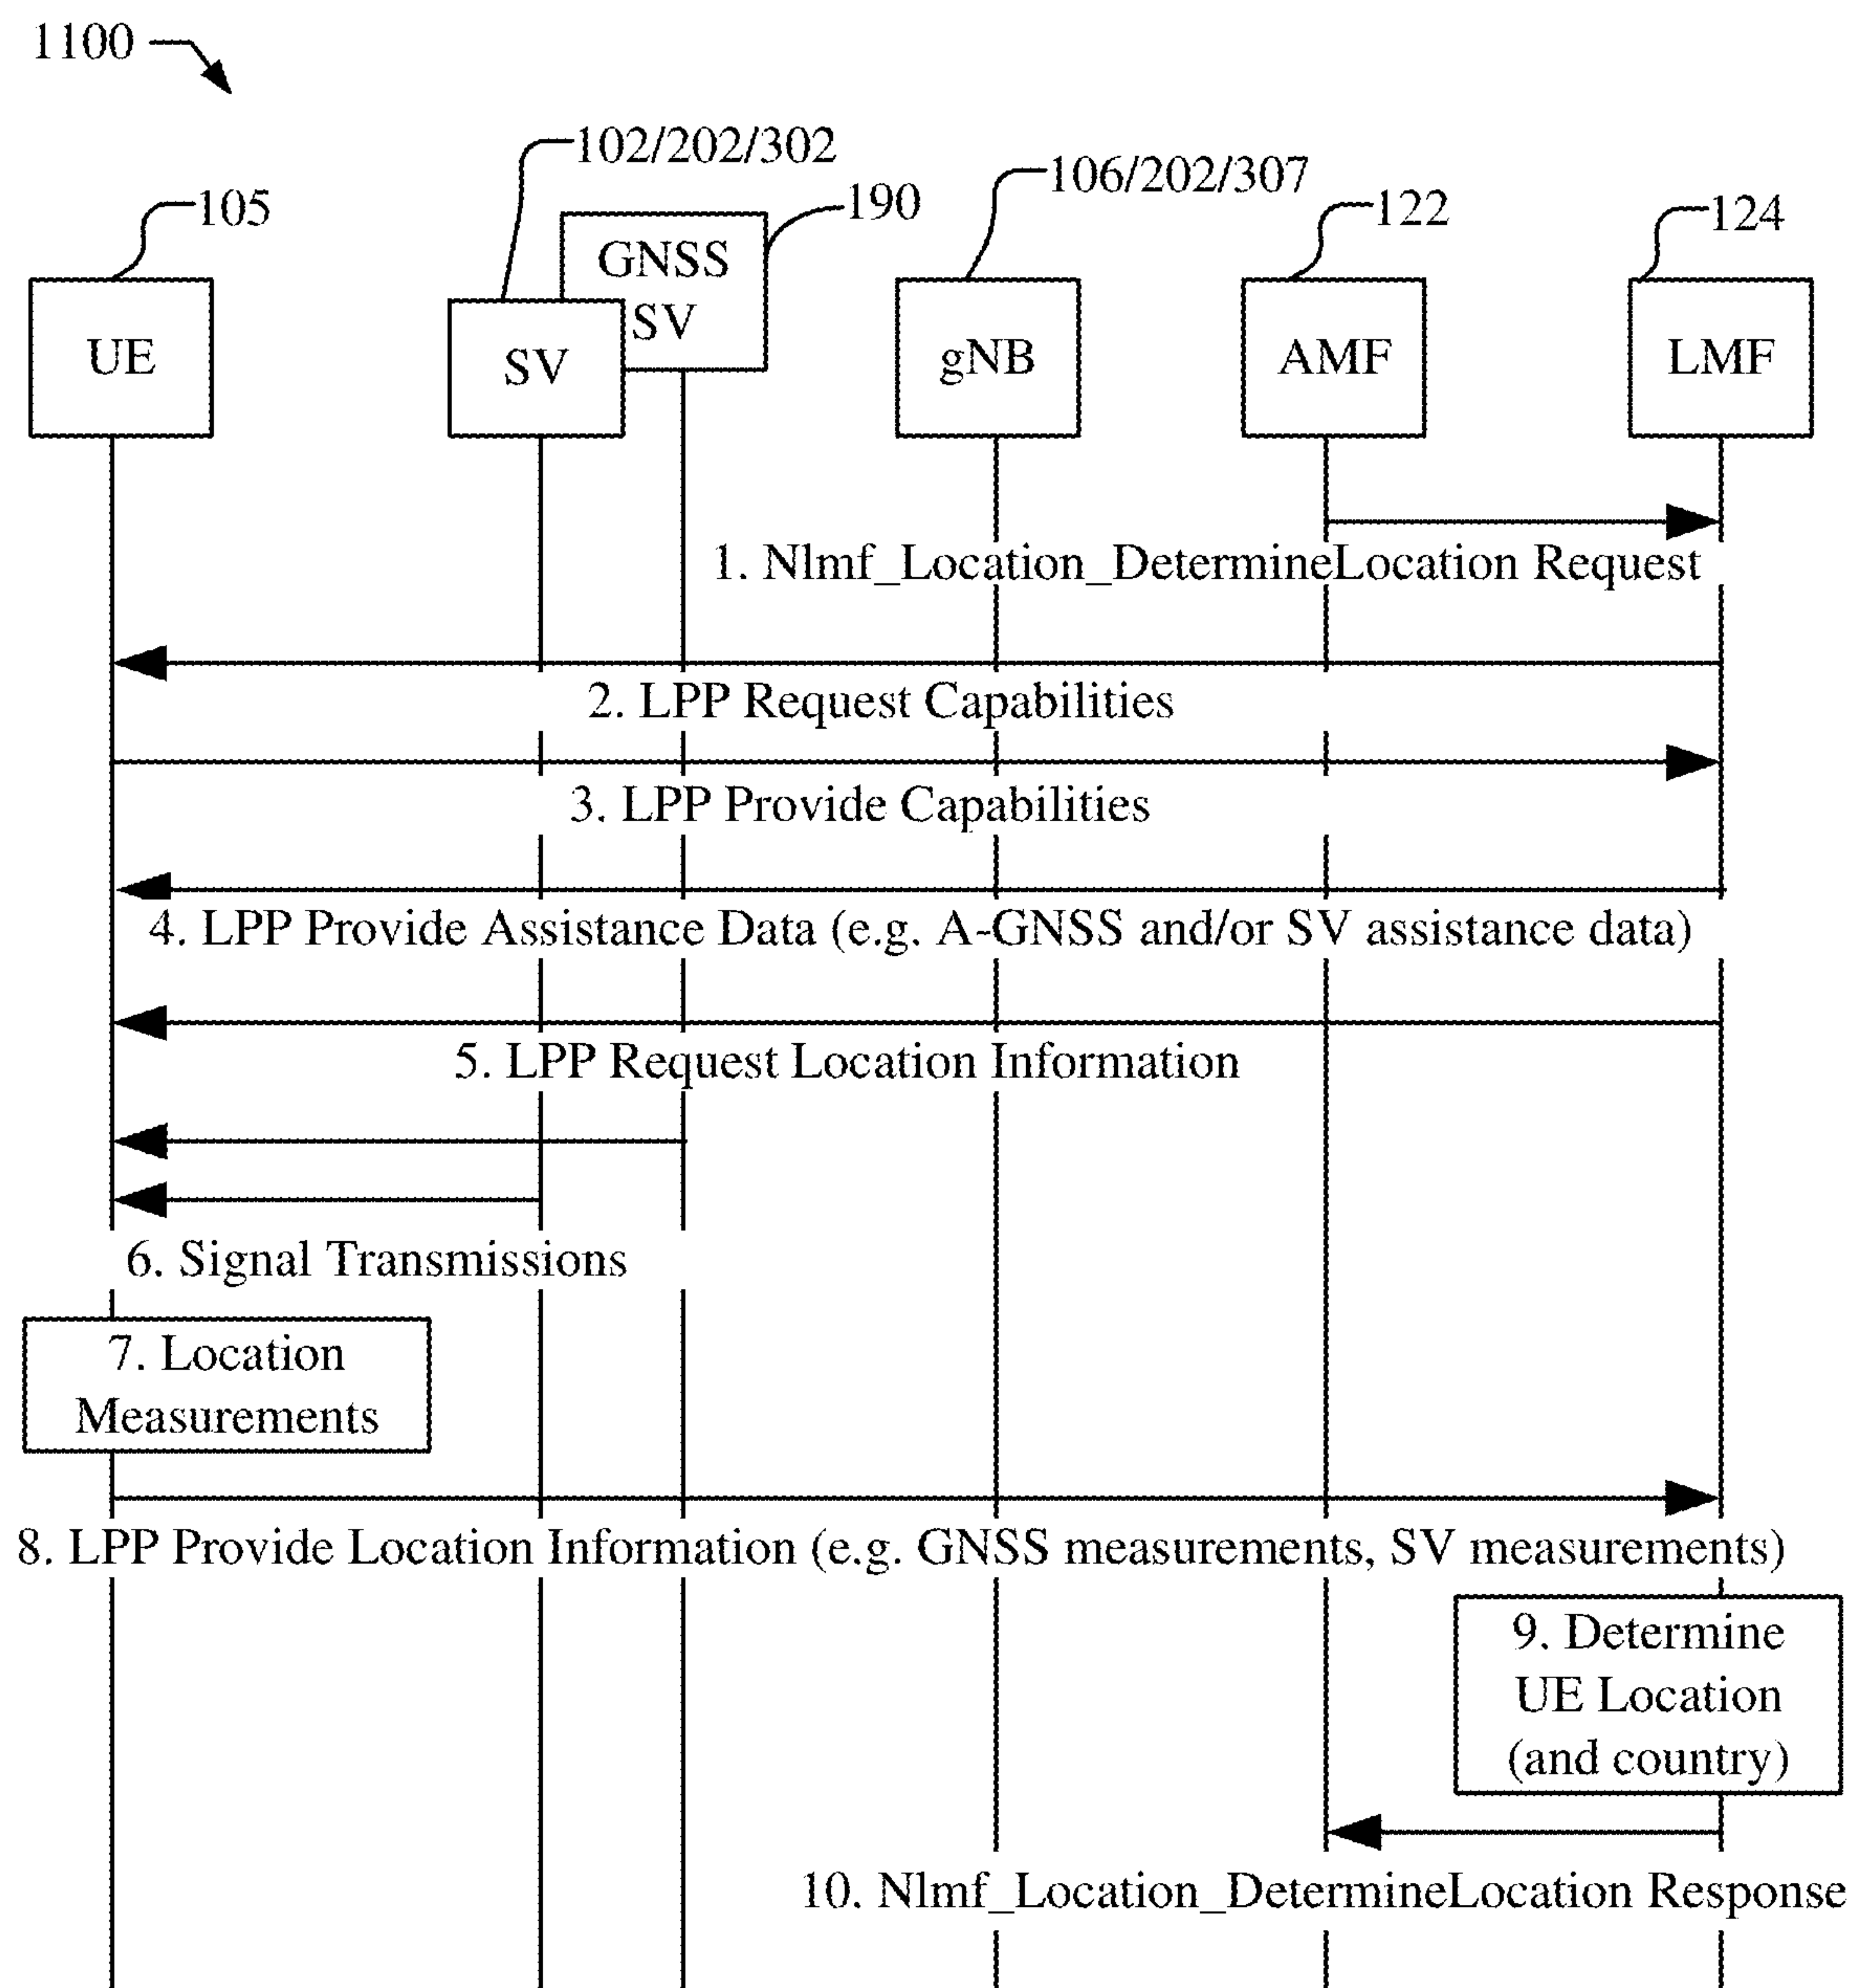 1100
102/202/302
106/202/307
105
190
122
124
GNSS
SV
UE
SV
gNB
AMF
LMF
1. Nlmf_Location_DetermineLocation Request
2. LPP Request Capabilities
3. LPP Provide Capabilities
4. LPP Provide Assistance Data (e.g. A-GNSS and/or SV assistance data)
5. LPP Request Location Information
6. Signal Transmissions
7. Location
Measurements
8. LPP Provide Location Information (e.g. GNSS measurements, SV measurements)
9. Determine
UE Location
(and country)
10. Nlmf_Location_DetermineLocation Response